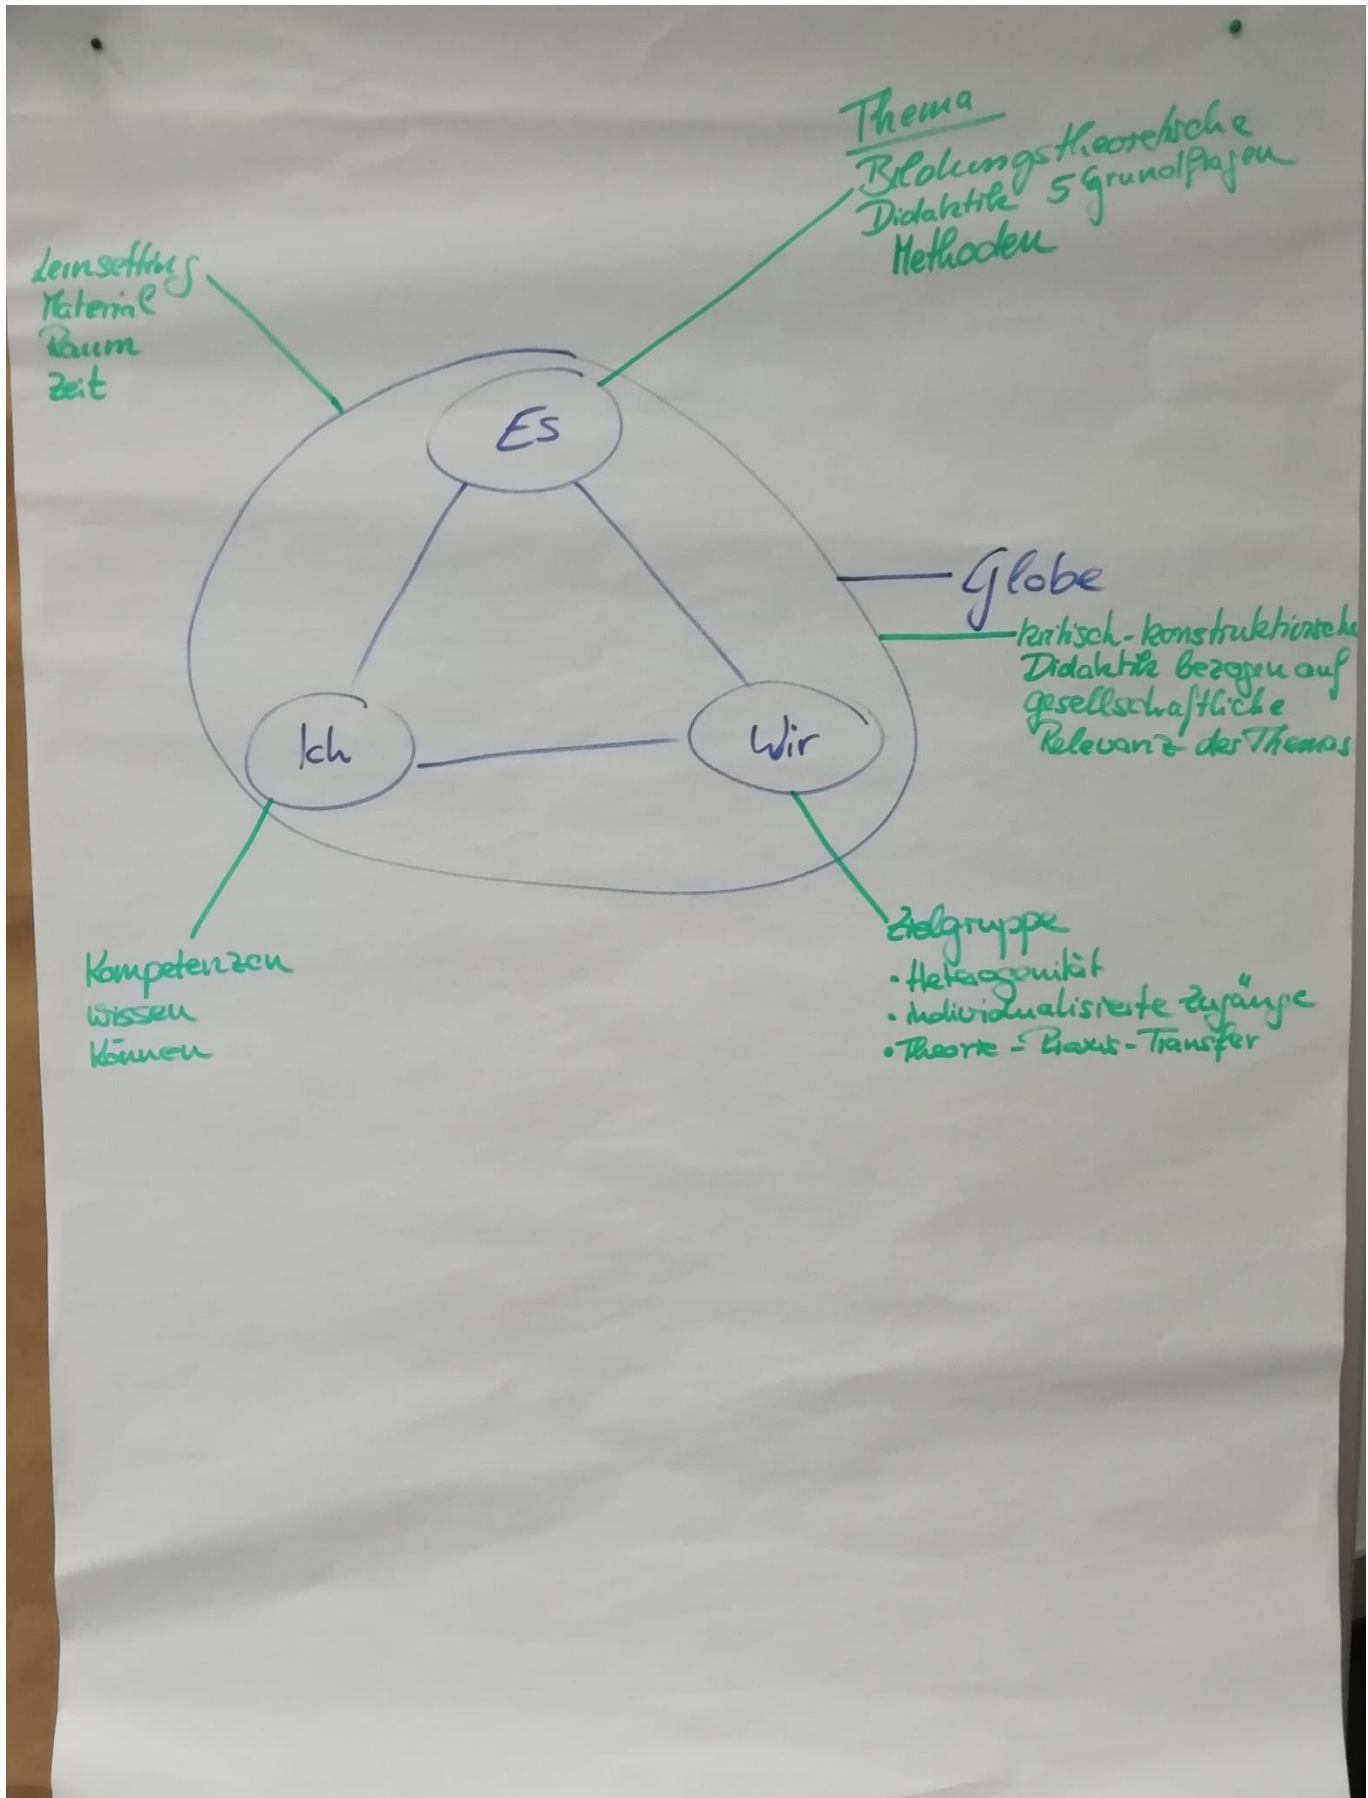 Thema
Bildungstheoretische
Didaktik 5 Grundfragen
Methoden
Lernsetting
Material
Raum
Zeit
Es
Globe
kritisch-konstruktivische
Didaktik bezogen auf
gesellschaftliche
Relevanz des Themas
Ich
Wir
Zielgruppe
• Heterogenität
• individualisierte Zugänge
• Theorie-Praxis-Transfer
Kompetenzen
Wissen
Können